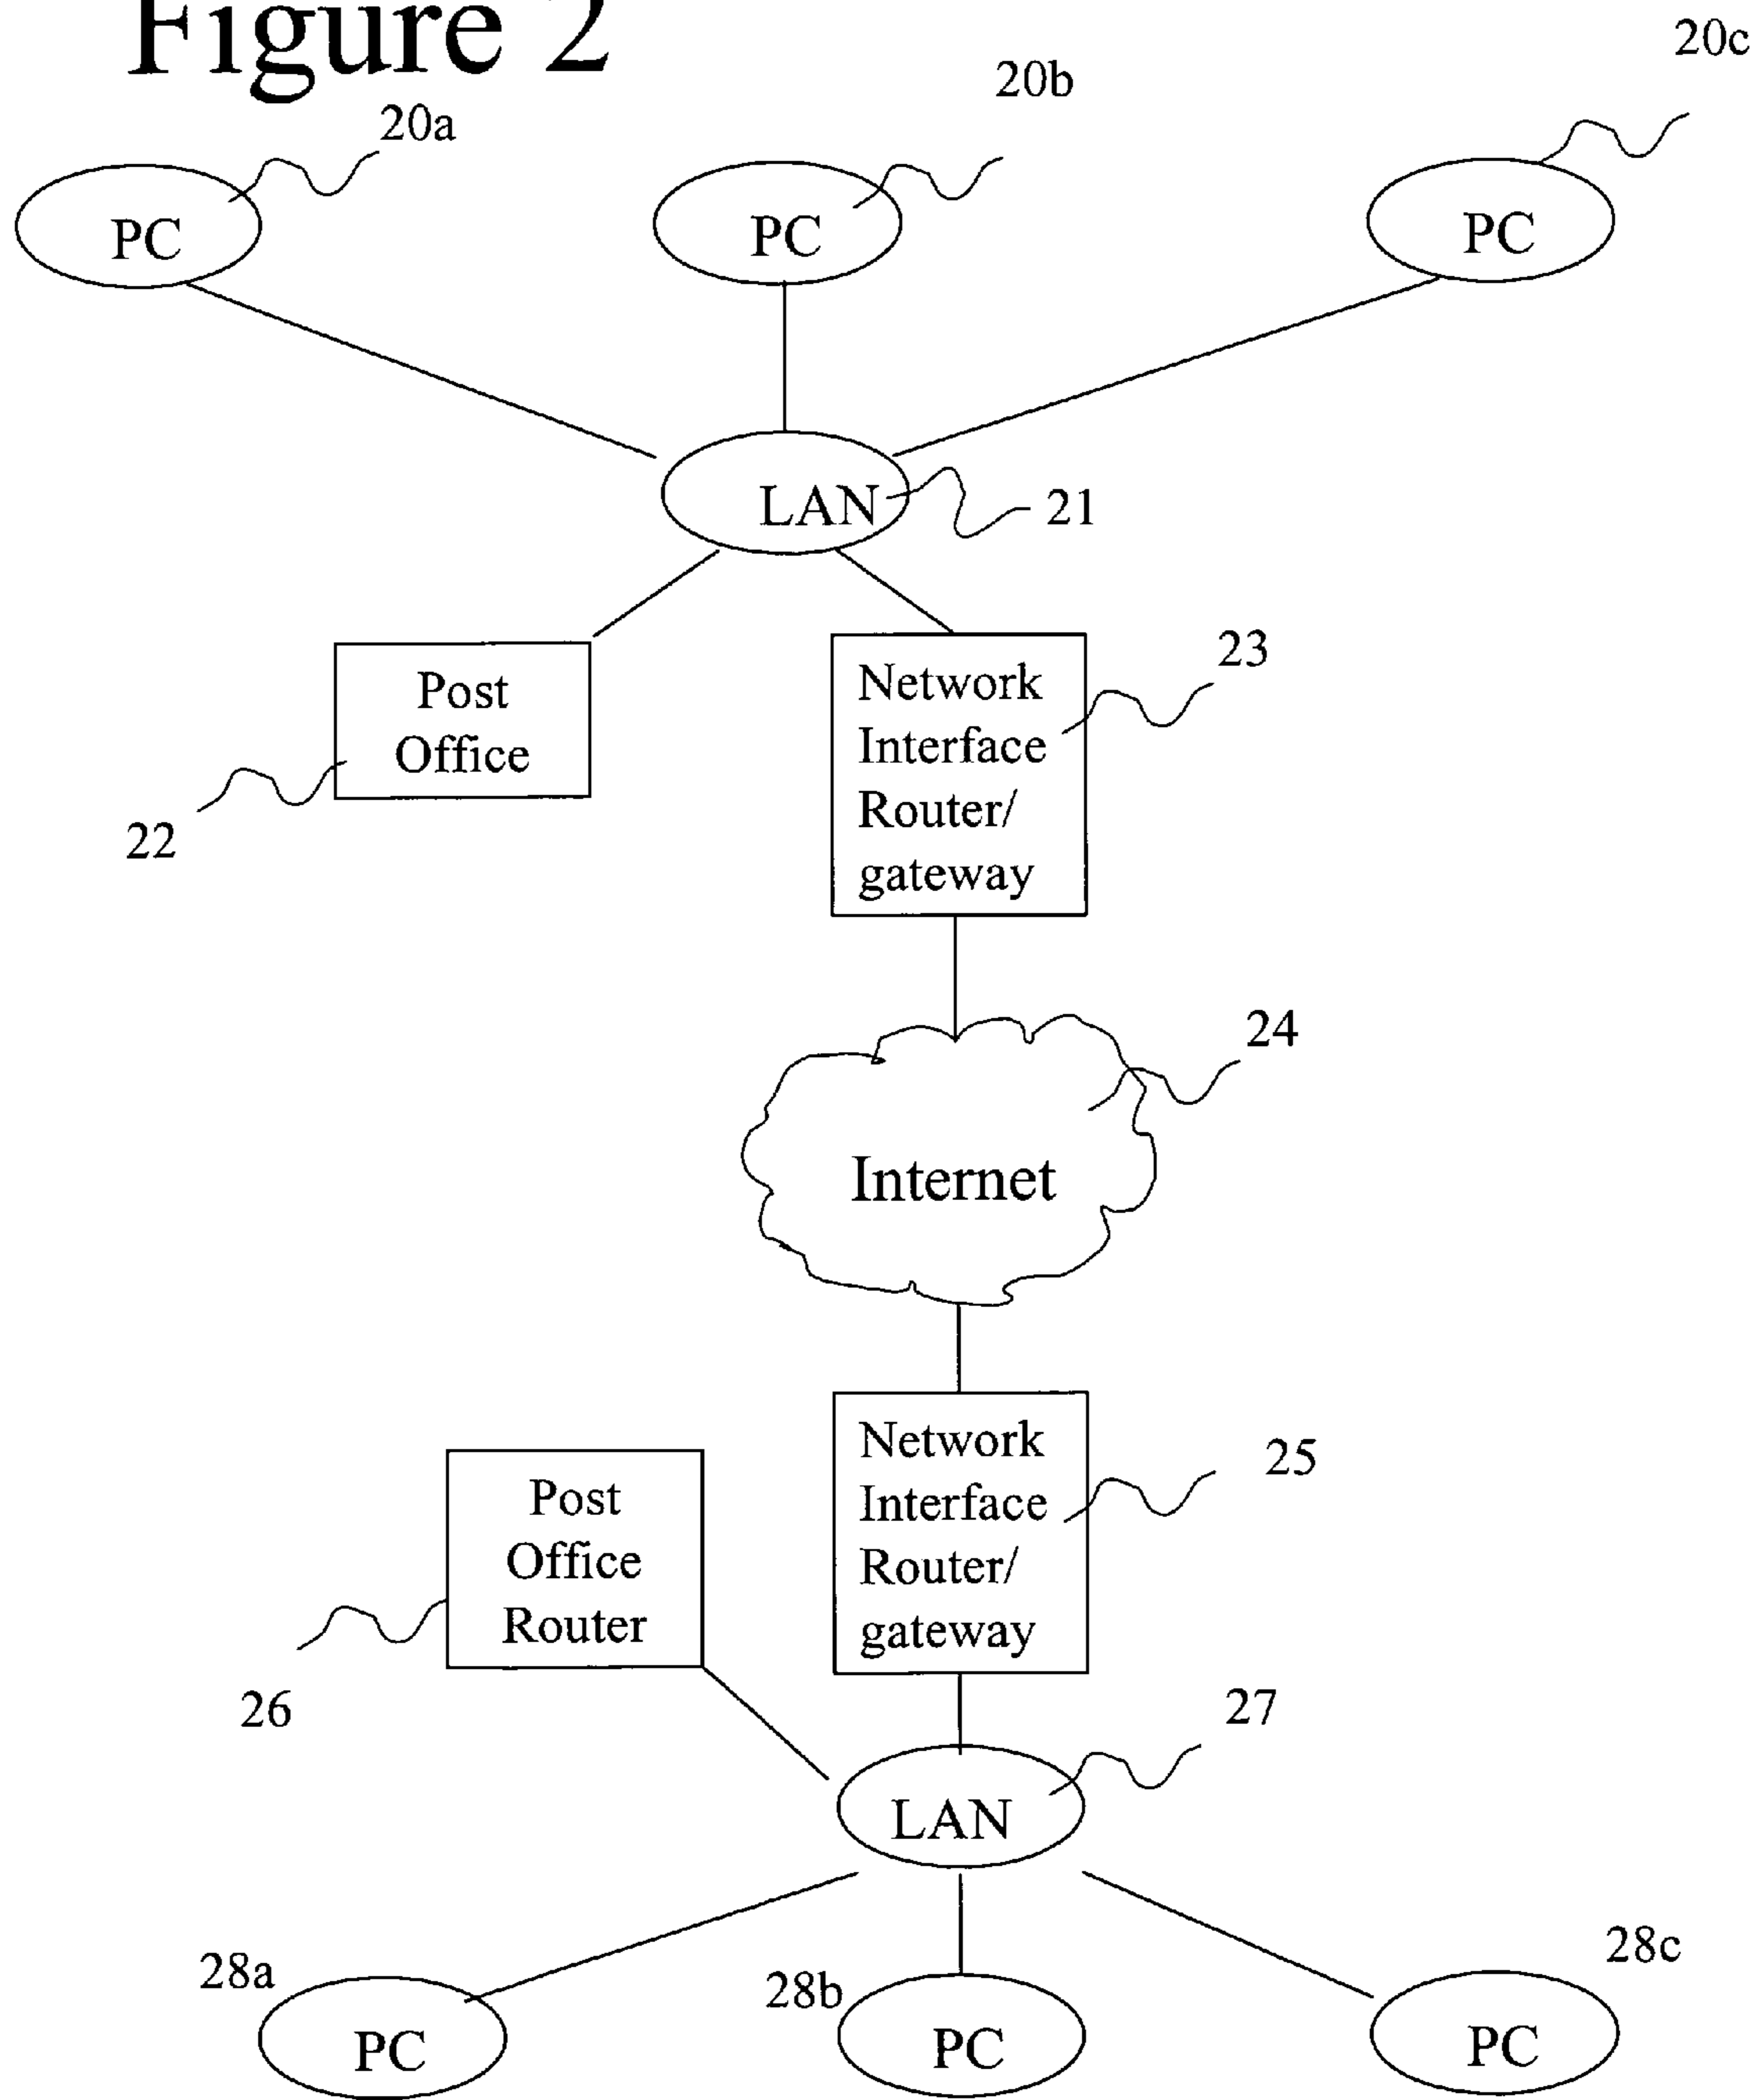 Figure 2
20a
20b
20c
PC
PC
PC
LAN
21
Post
Office
22
Network
Interface
Router/
gateway
23
24
Internet
Network
Interface
Router/
gateway
25
Post
Office
Router
26
27
LAN
28a
28b
28c
PC
PC
PC